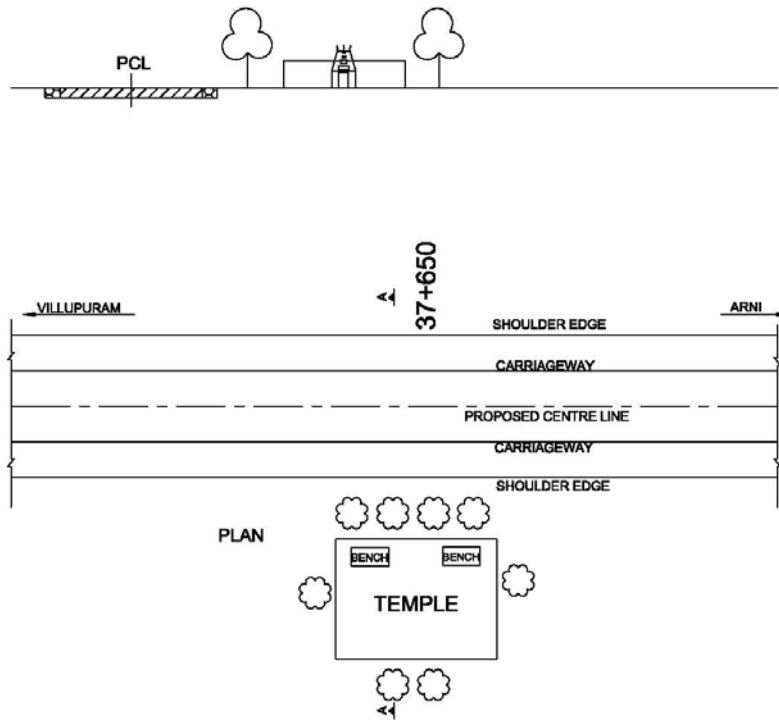 PCL
A
37+650
VILLUPURAM
ARNI
SHOULDER EDGE
CARRIAGEWAY
PROPOSED CENTRE LINE
CARRIAGEWAY
SHOULDER EDGE
PLAN
BENCH
BENCH
TEMPLE
A